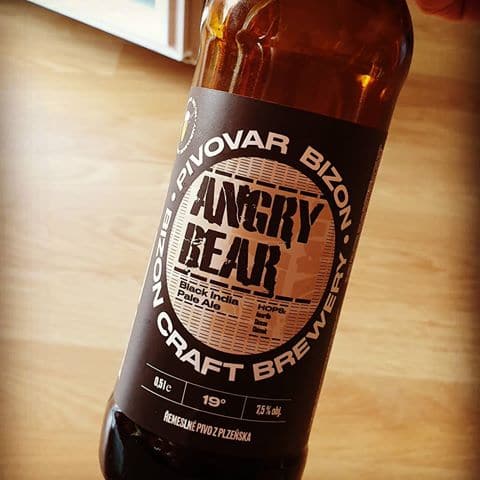 PIVOVAR BIZON
BIZON CRAFT BREWERY
ANGRY
BEAR
Black India
Pale Ale
HOPS:
0,5l e
19°
7,5% obj.
ŘEMESLNÉ PIVO Z PLZEŇSKA